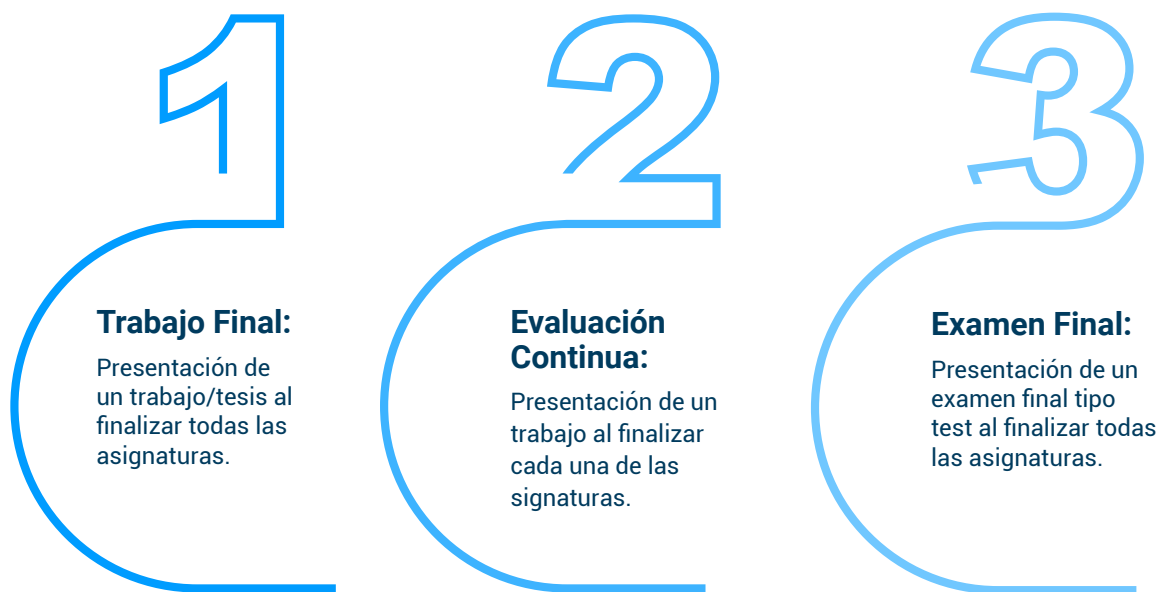 1
Trabajo Final:
Presentación de
un trabajo/tesis al
finalizar todas las
asignaturas.
2
Evaluación
Continua:
Presentación de un
trabajo al finalizar
cada una de las
signaturas.
3
Examen Final:
Presentación de un
examen final tipo
test al finalizar todas
las asignaturas.